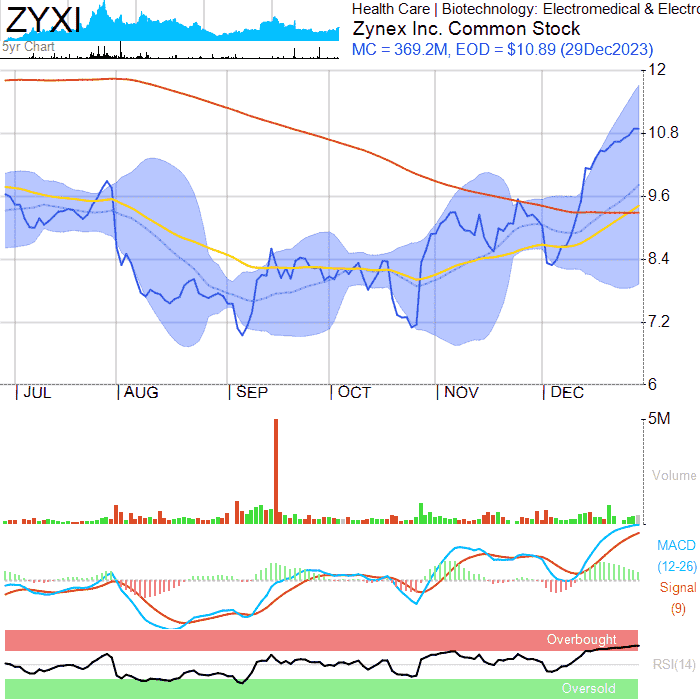 ZYXI
5yr Chart
Health Care | Biotechnology: Electromedical & Electro
Zynex Inc. Common Stock
MC = 369.2M, EOD = $10.89 (29Dec2023)
12
10.8
9.6
8.4
7.2
6
|JUL |AUG |SEP |OCT |NOV |DEC
5M
Volume
MACD
(12-26)
Signal
(9)
Overbought
RSI(14)
Oversold